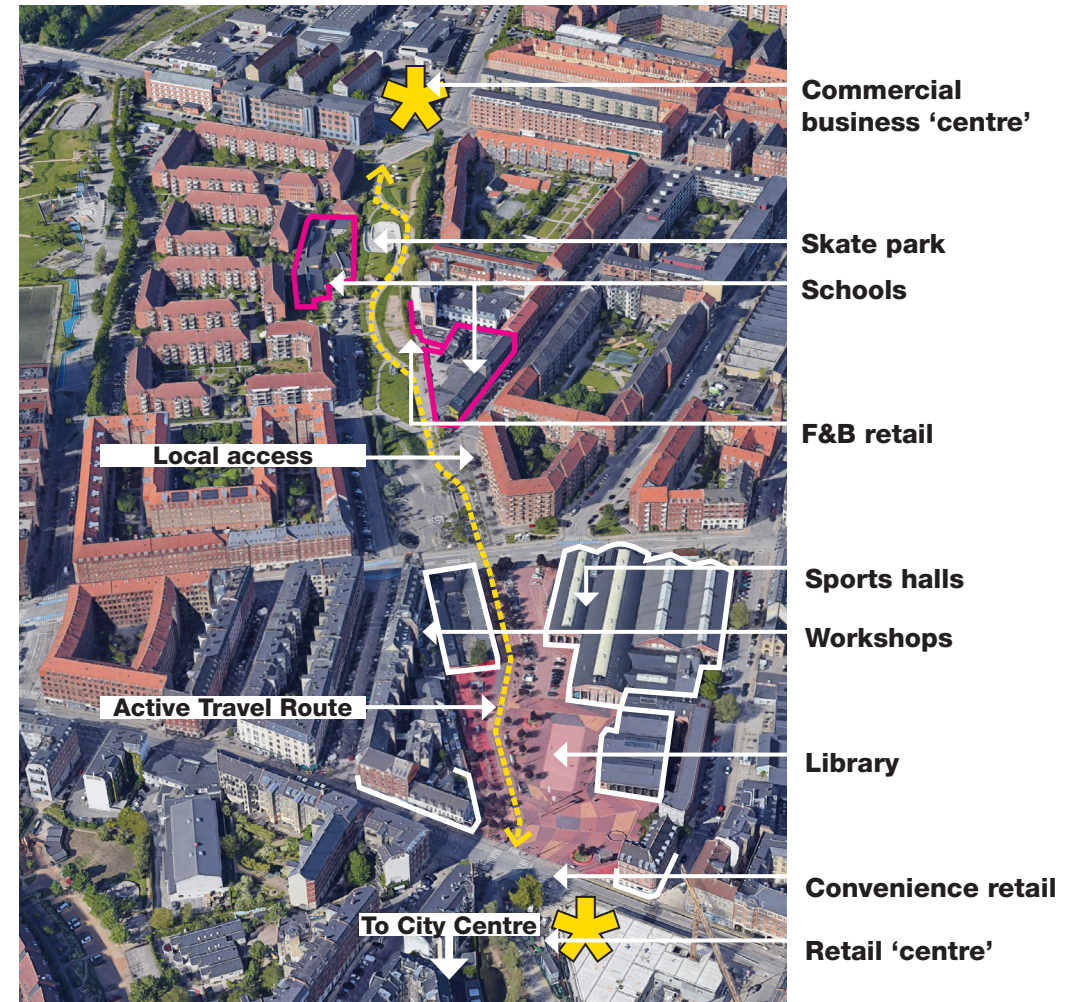 Commercial
business ‘centre’
Skate park
Schools
F&B retail
Local access
Sports halls
Workshops
Active Travel Route
Library
Convenience retail
To City Centre
Retail ‘centre’